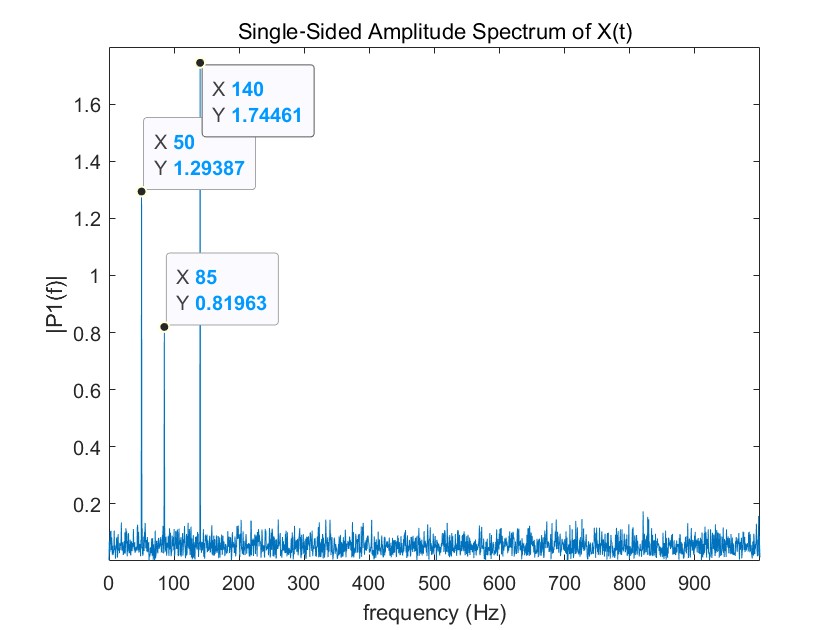 Single-Sided Amplitude Spectrum of X(t)
X 140
Y 1.74461
X 50
Y 1.29387
X 85
Y 0.81963
|P1(f)|
1.6
1.4
1.2
1
0.8
0.6
0.4
0.2
0 100 200 300 400 500 600 700 800 900
frequency (Hz)